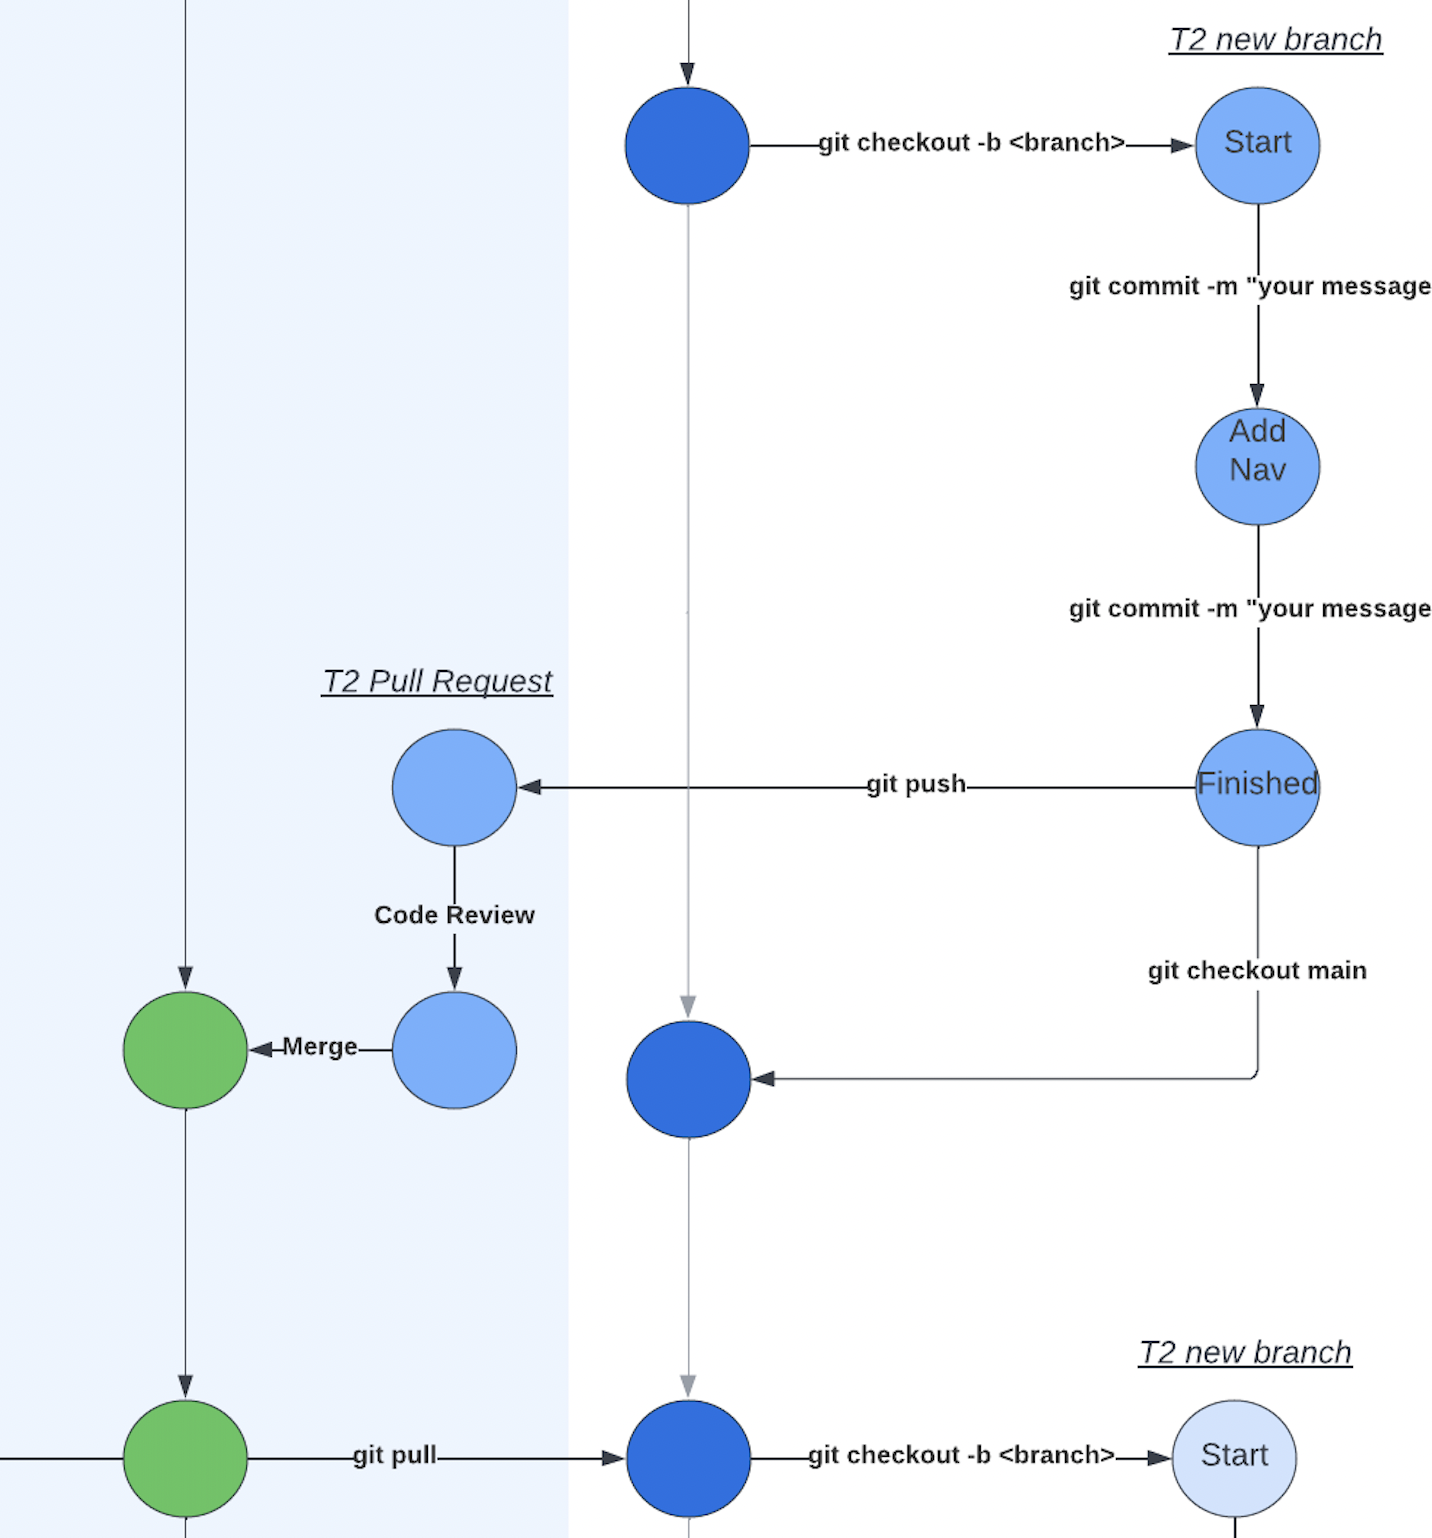 T2 new branch
git checkout -b <branch>
Start
git commit -m "your message
Add
Nav
git commit -m "your message
T2 Pull Request
git push
Finished
Code Review
git checkout main
Merge
T2 new branch
git pull
git checkout -b <branch>
Start